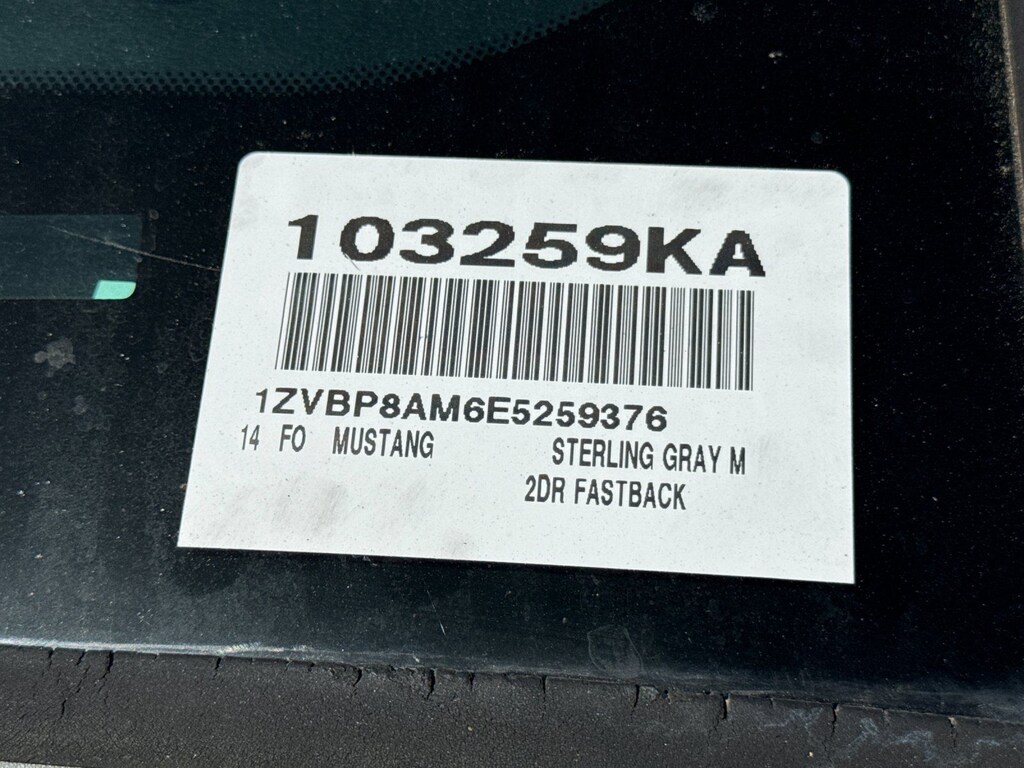 103259KA
1ZVBP8AM6E5259376
14 FO MUSTANG STERLING GRAY M
2DR FASTBACK